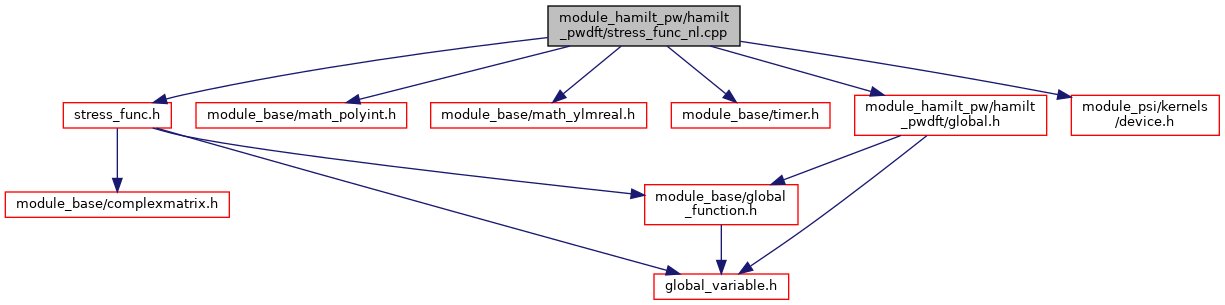 module_hamilt_pw/hamilt
_pwdft/stress_func_nl.cpp
stress_func.h
module_base/math_polyint.h
module_base/math_ylmreal.h
module_base/timer.h
module_hamilt_pw/hamilt
_pwdft/global.h
module_psi/kernels
/device.h
module_base/complexmatrix.h
module_base/global
_function.h
global_variable.h